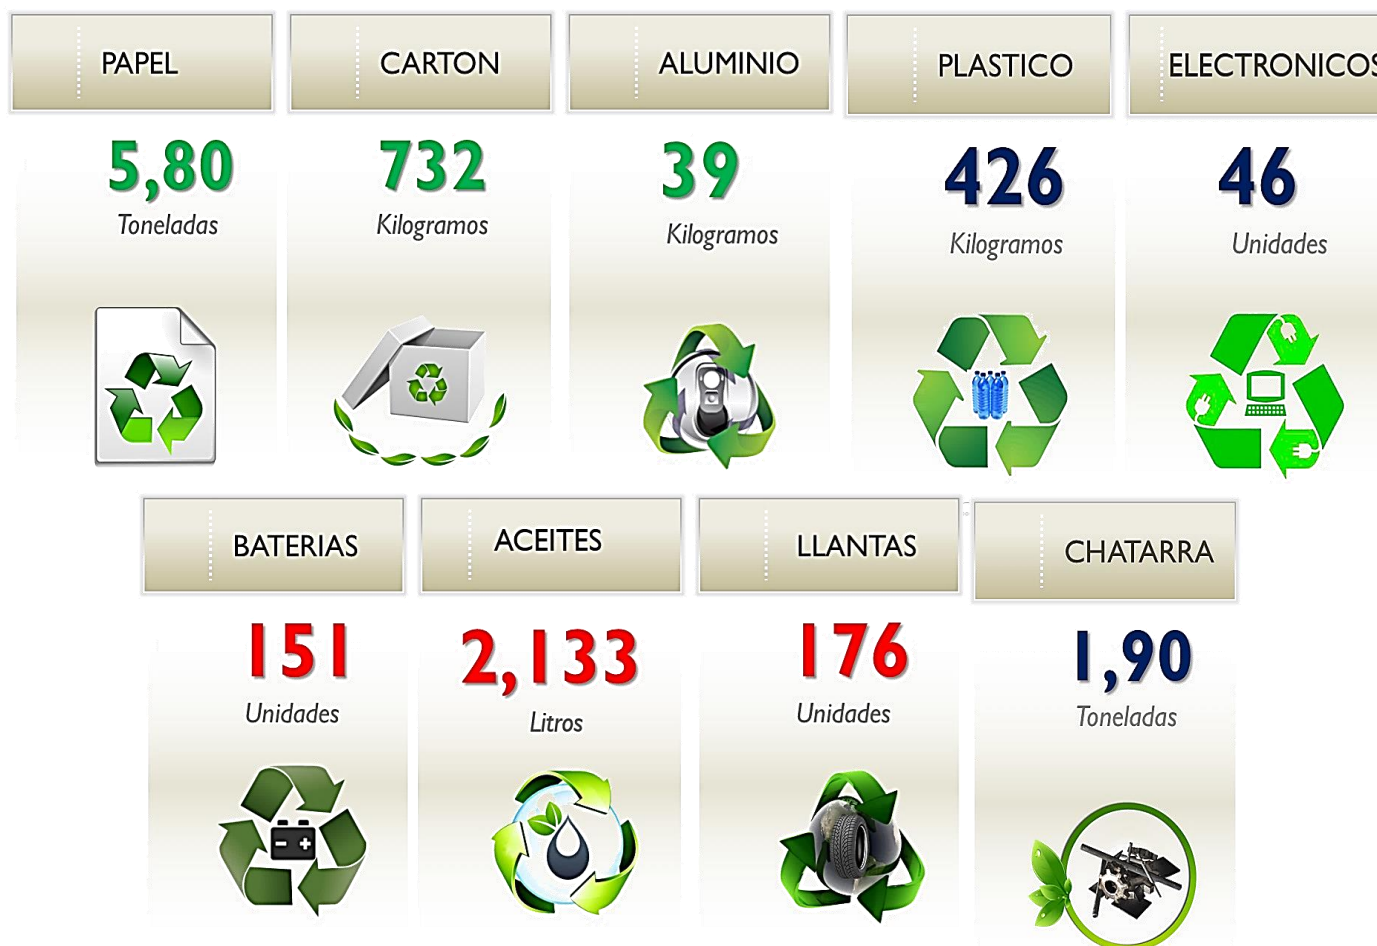 PAPEL
CARTON
ALUMINIO
PLASTICO
ELECTRONICOS
5,80
732
39
426
46
Toneladas
Kilogramos
Kilogramos
Kilogramos
Unidades
BATERIAS
ACEITES
LLANTAS
CHATARRA
151
2,133
176
1,90
Unidades
Litros
Unidades
Toneladas